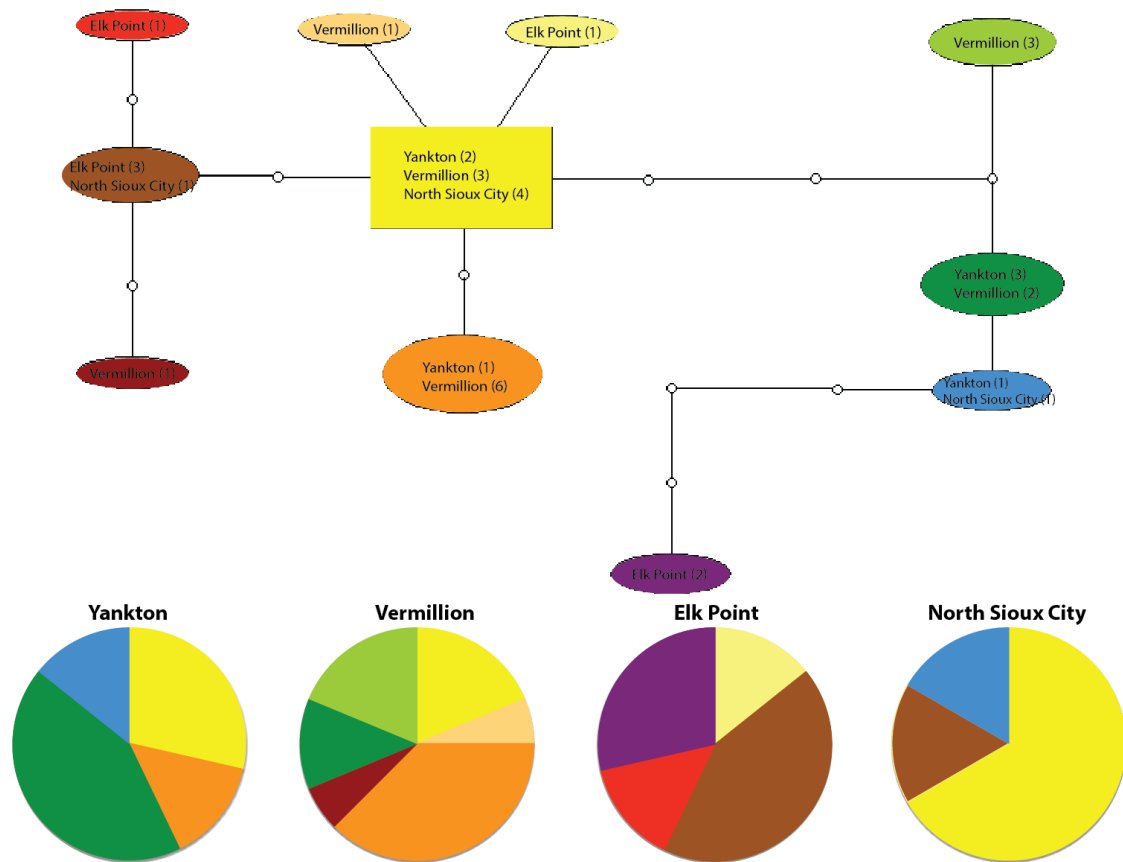 Elk Point (1)
Vermillion (1)
Elk Point (1)
Vermillion (3)
Elk Point (3)
North Sioux City (1)
Yankton (2)
Vermillion (3)
North Sioux City (4)
Yankton (3)
Vermillion (2)
Vermillion (1)
Yankton (1)
Vermillion (6)
Yankton (1)
North Sioux City (1)
Elk Point (2)
Yankton
Vermillion
Elk Point
North Sioux City